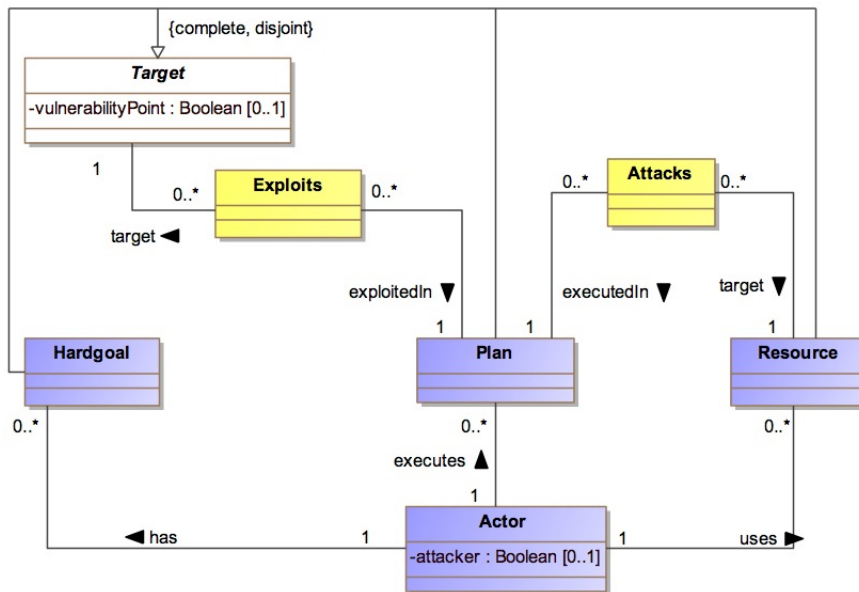 {complete, disjoint}
Target
-vulnerabilityPoint : Boolean [0..1]
1
0..*
Exploits
0..*
0..*
Attacks
0..*
target ◀
exploitedIn ▼
executedIn ▼
target ▼
1
1
1
Hardgoal
Plan
Resource
0..*
0..*
0..*
executes ▲
1
Actor
-attacker : Boolean [0..1]
◀ has
1
1
uses ▶